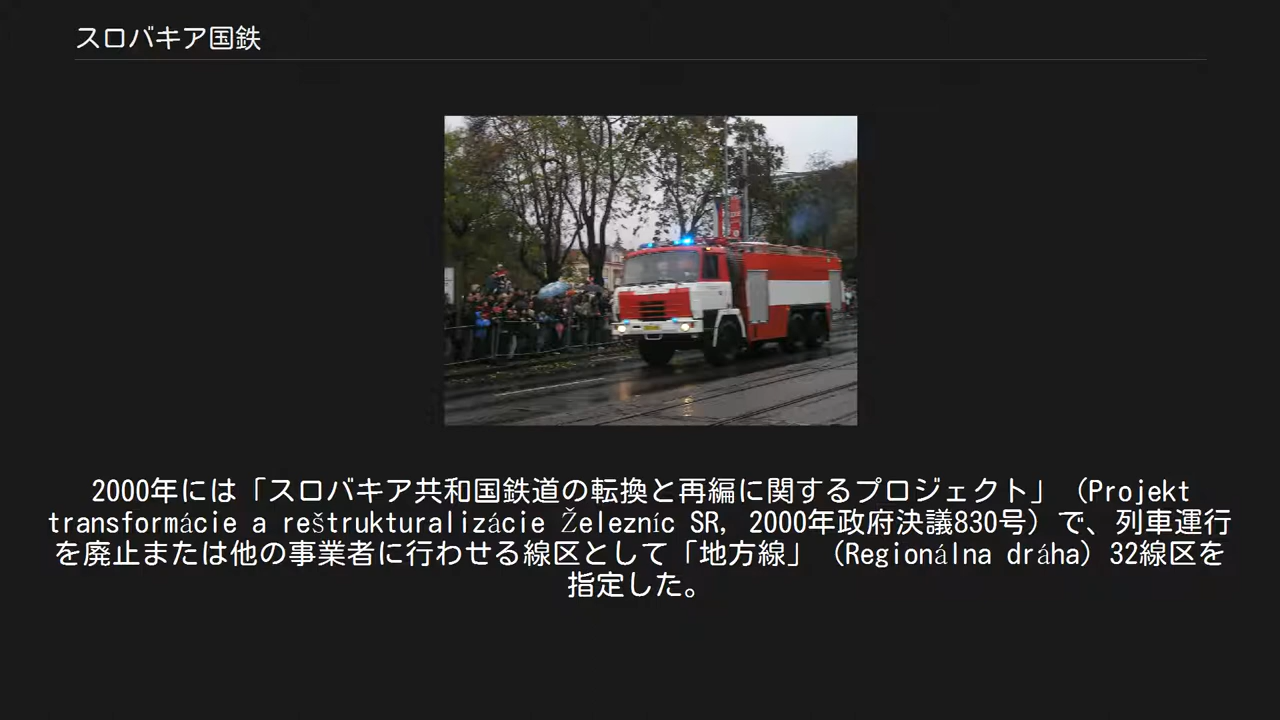 スロバキア国鉄
2000年には「スロバキア共和国鉄道の転換と再編に関するプロジェクト」（Projekt
transformácie a reštrukturalizácie Železníc SR, 2000年政府決議830号）で、列車運行
を廃止または他の事業者に行わせる線区として「地方線」（Regionálna dráha）32線区を
指定した。